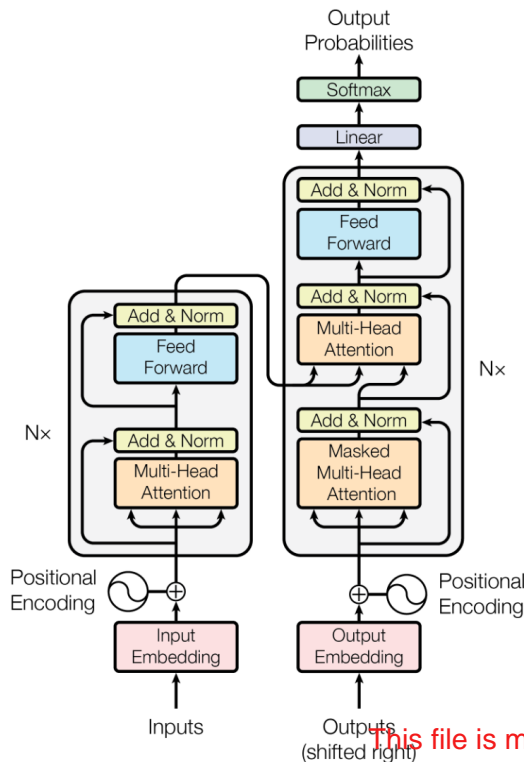 Output
Probabilities
Softmax
Linear
Add & Norm
Feed
Forward
Add & Norm
Multi-Head
Attention
Nx
Add & Norm
Masked
Multi-Head
Attention
Add & Norm
Feed
Forward
Nx
Add & Norm
Multi-Head
Attention
Positional
Encoding
Positional
Encoding
Input
Embedding
Output
Embedding
Inputs
Outputs
(shifted right)
This file is m